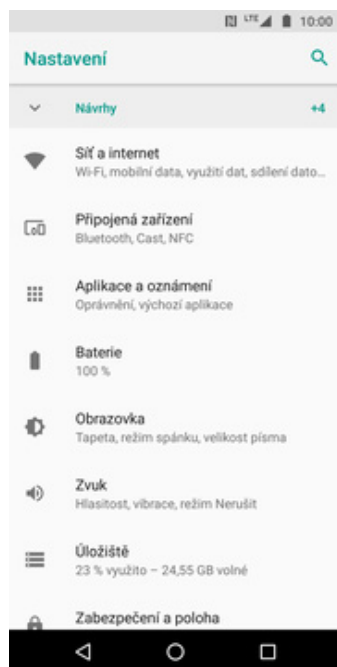 LTE 10:00
Nastavení
Návrhy +4
Síť a internet
Wi-Fi, mobilní data, využití dat, sdílení dato...
Připojená zařízení
Bluetooth, Cast, NFC
Aplikace a oznámení
Oprávnění, výchozí aplikace
Baterie
100 %
Obrazovka
Tapeta, režim spánku, velikost písma
Zvuk
Hlasitost, vibrace, režim Nerušit
Úložiště
23 % využito – 24,55 GB volné
Zabezpečení a poloha